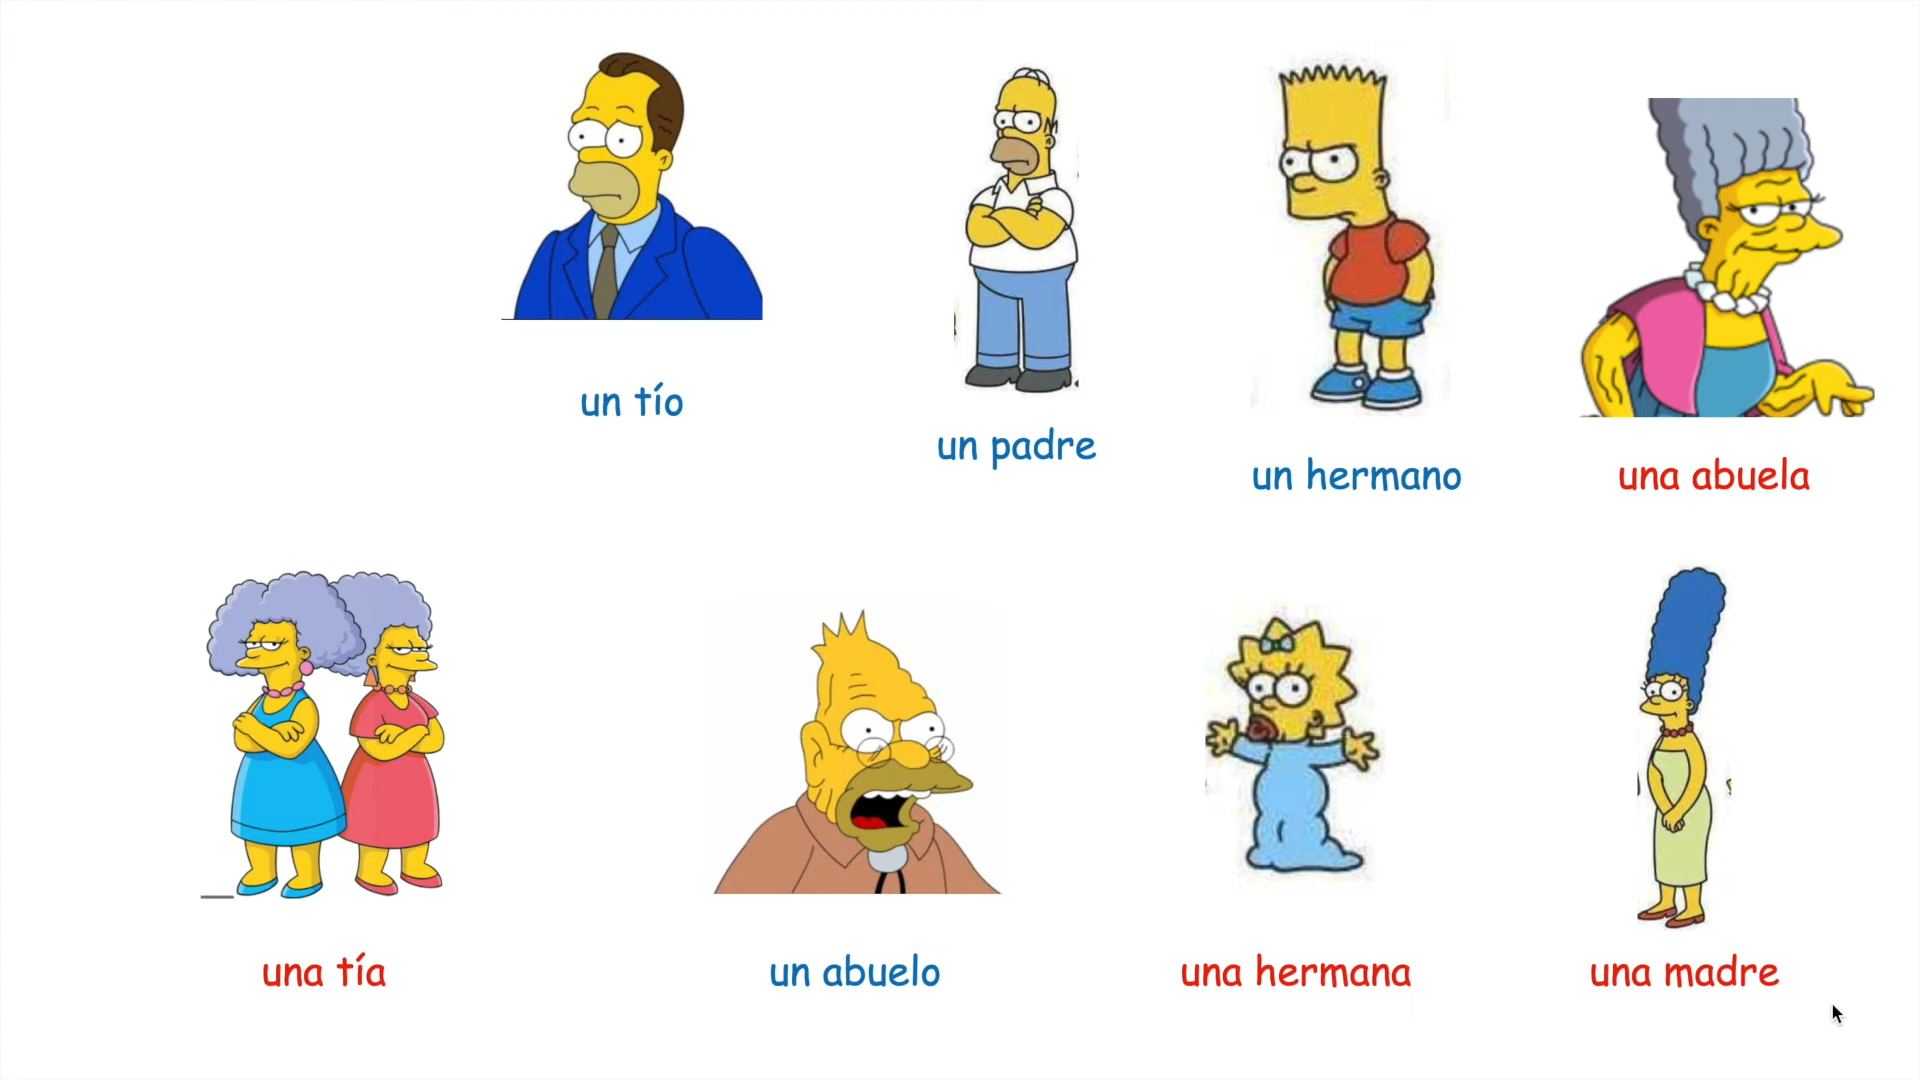 un tío
un padre
un hermano
una abuela
una tía
un abuelo
una hermana
una madre